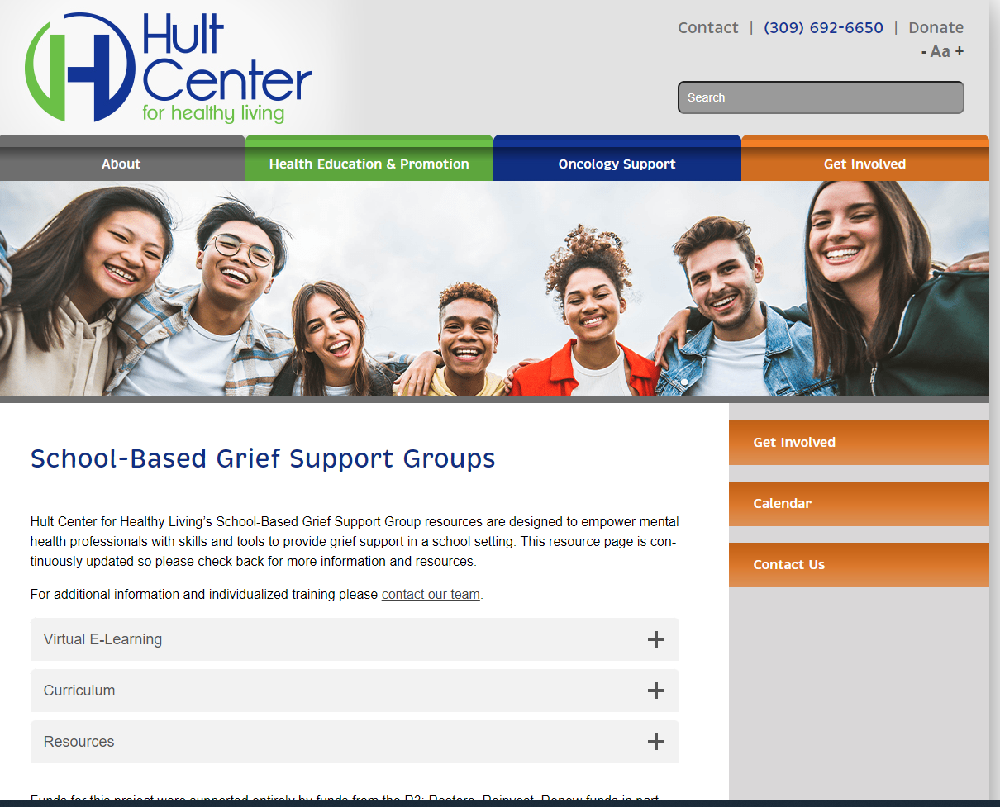 Hult
Center
for healthy living
Contact | (309) 692-6650 | Donate
- Aa +
Search
About
Health Education & Promotion
Oncology Support
Get Involved
School-Based Grief Support Groups
Hult Center for Healthy Living’s School-Based Grief Support Group resources are designed to empower mental
health professionals with skills and tools to provide grief support in a school setting. This resource page is con-
tinuously updated so please check back for more information and resources.
For additional information and individualized training please contact our team.
Virtual E-Learning
Curriculum
Resources
Funds for this project were supported entirely by funds from the R3: Restore, Reinvest, Renew funds in part
Get Involved
Calendar
Contact Us